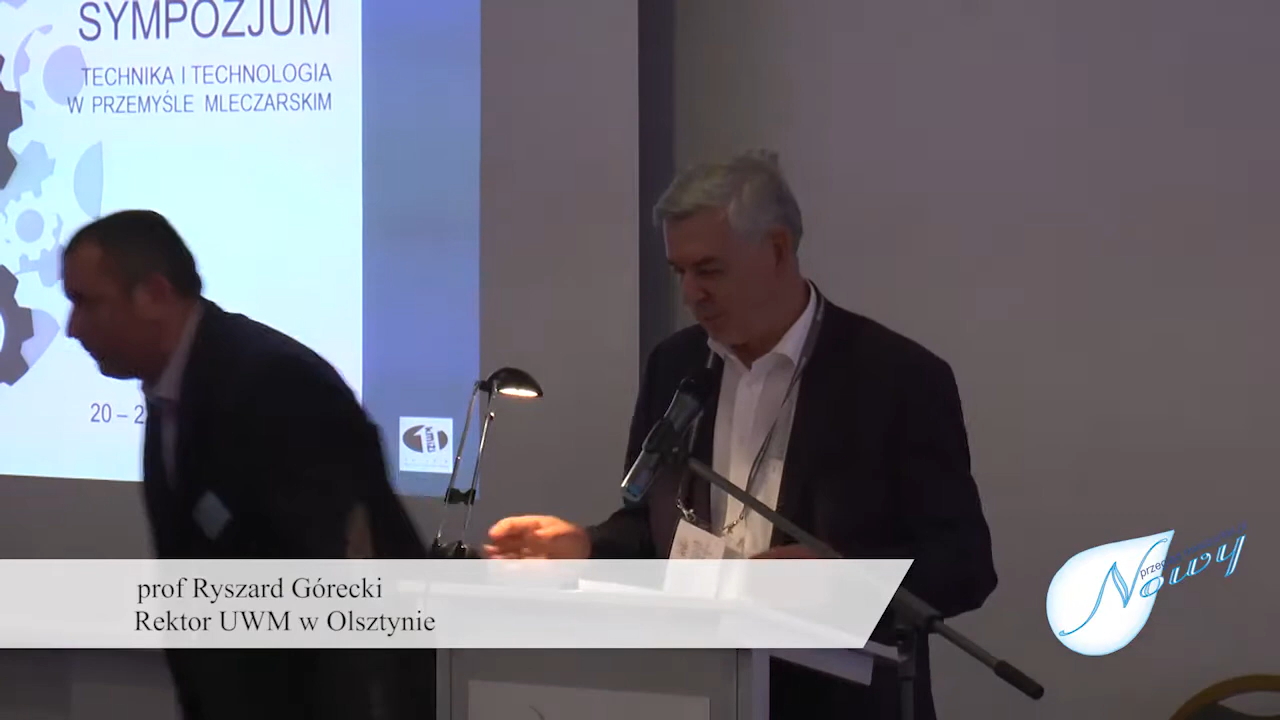 SYMPOZJUM
TECHNIKA I TECHNOLOGIA
W PRZEMYŚLE MLECZARSKIM
20 – 2
prof Ryszard Górecki
Rektor UWM w Olsztynie
Nowy